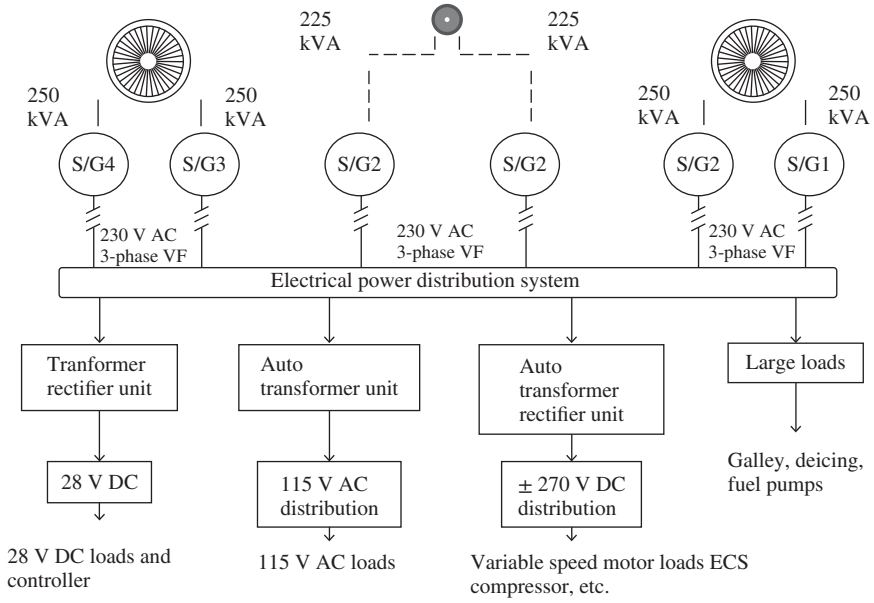 225
kVA
225
kVA
250
kVA
250
kVA
250
kVA
250
kVA
S/G4
S/G3
S/G2
S/G2
S/G2
S/G1
230 V AC
3-phase VF
230 V AC
3-phase VF
230 V AC
3-phase VF
Electrical power distribution system
Tranformer
rectifier unit
Auto
transformer unit
Auto
transformer
rectifier unit
Large loads
28 V DC
115 V AC
distribution
± 270 V DC
distribution
Galley, deicing,
fuel pumps
28 V DC loads and
controller
115 V AC loads
Variable speed motor loads ECS
compressor, etc.